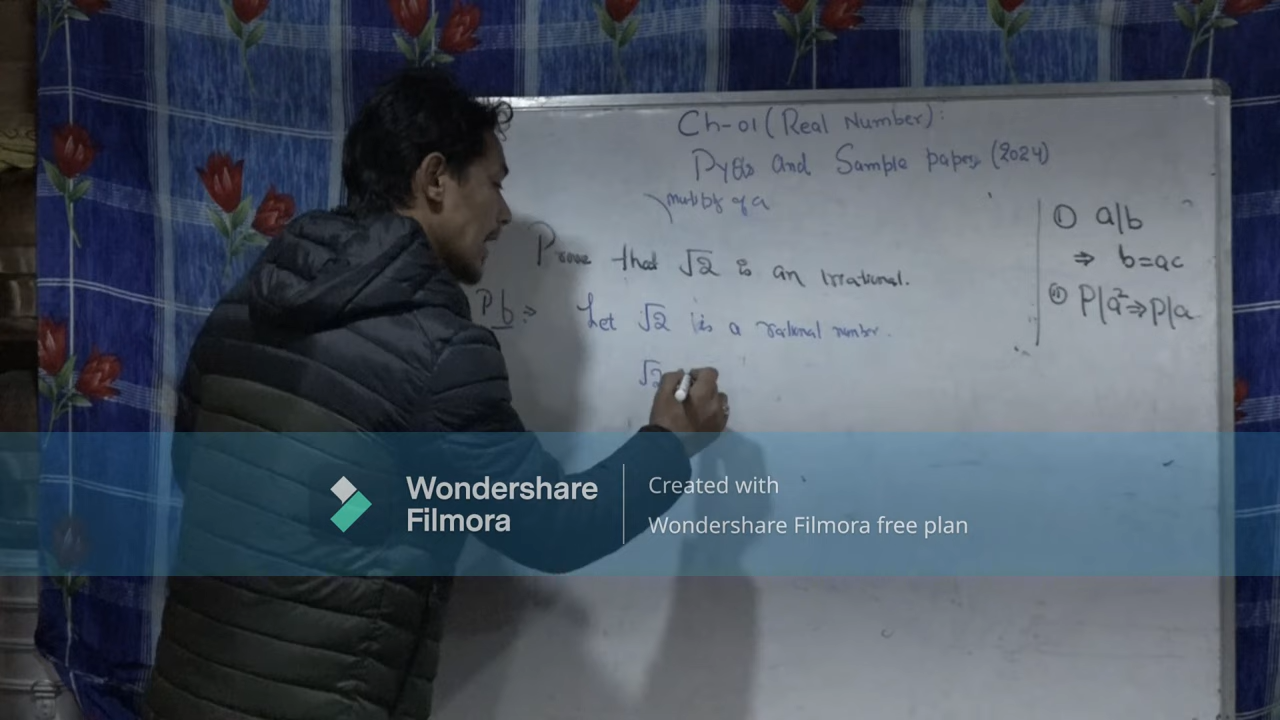 Ch-01 (Real Number):
PYQs and Sample papers (2024)
multiple of a
Prove that √2 is an Irrational.
Let √2 is a rational number.
√2
① a|b
⇒ b=ac
② P|a²⇒P|a
Wondershare
Filmora
Created with
Wondershare Filmora free plan